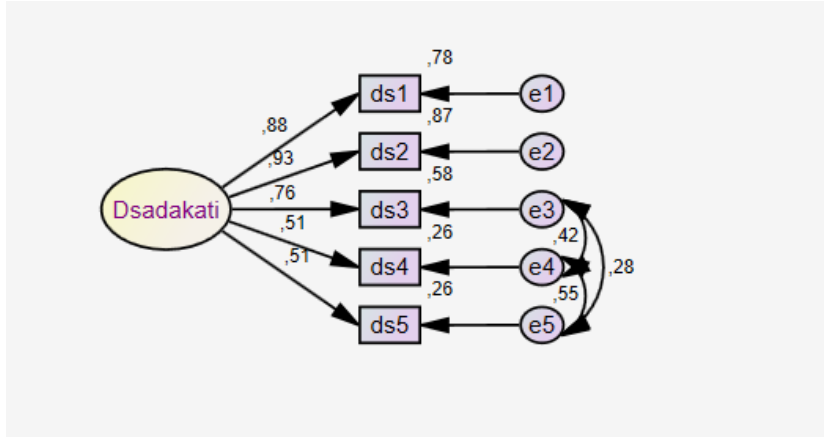 ,78
ds1
e1
,88
,87
ds2
e2
,93
,58
Dsadakati
,76
ds3
e3
,51
,26
,42
ds4
e4
,28
,51
,26
,55
ds5
e5